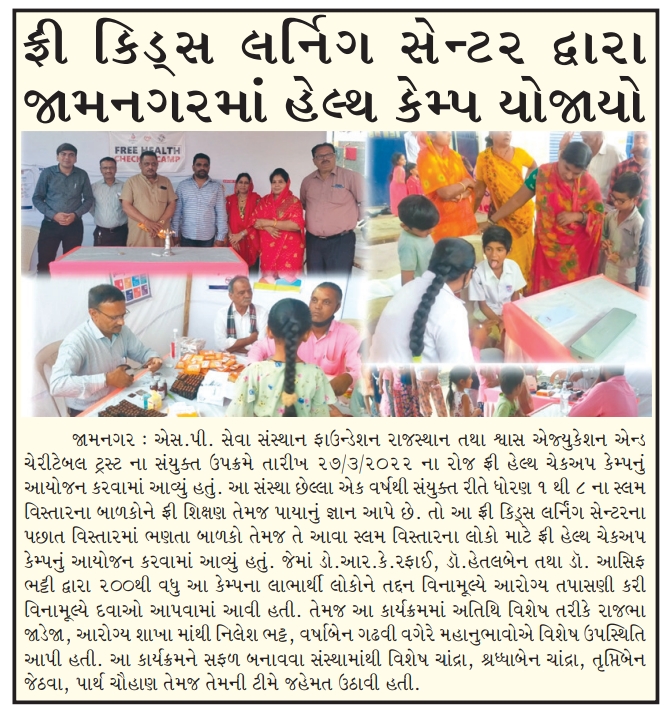 ફ્રી કિડ્સ લર્નિગ સેન્ટર દ્વારા
જામનગરમાં હેલ્થ કેમ્પ યોજાયો
FREE HEALTH
CHECK CAMP
જામનગર : એસ.પી. સેવા સંસ્થાન ફાઉન્ડેશન રાજસ્થાન તથા શ્વાસ એજ્યુકેશન એન્ડ
ચેરીટેબલ ટ્રસ્ટ ના સંયુક્ત ઉપક્રમે તારીખ ૨૭/૩/૨૦૨૨ ના રોજ ફ્રી હેલ્થ ચેકઅપ કેમ્પનું
આયોજન કરવામાં આવ્યું હતું. આ સંસ્થા છેલ્લા એક વર્ષથી સંયુક્ત રીતે ધોરણ ૧ થી ૮ ના સ્લમ
વિસ્તારના બાળકોને ફ્રી શિક્ષણ તેમજ પાયાનું જ્ઞાન આપે છે. તો આ ફ્રી કિડ્સ લર્નિંગ સેન્ટરના
પછાત વિસ્તારમાં ભણતા બાળકો તેમજ તે આવા સ્લમ વિસ્તારના લોકો માટે ફ્રી હેલ્થ ચેકઅપ
કેમ્પનું આયોજન કરવામાં આવ્યું હતું. જેમાં ડો.આર.કે.રફાઈ, ડૉ.હેતલબેન તથા ડૉ. આસિફ
ભટ્ટી દ્વારા ૨૦૦થી વધુ આ કેમ્પના લાભાર્થી લોકોને તદ્દન વિનામૂલ્યે આરોગ્ય તપાસણી કરી
વિનામૂલ્યે દવાઓ આપવામાં આવી હતી. તેમજ આ કાર્યક્રમમાં અતિથિ વિશેષ તરીકે રાજભા
જાડેજા, આરોગ્ય શાખા માંથી નિલેશ ભટ્ટ, વર્ષાબેન ગઢવી વગેરે મહાનુભાવોએ વિશેષ ઉપસ્થિતિ
આપી હતી. આ કાર્યક્રમને સફળ બનાવવા સંસ્થામાંથી વિશેષ ચાંદ્રા, શ્રધ્ધાબેન ચાંદ્રા, તૃપ્તિબેન
જેઠવા, પાર્થ ચૌહાણ તેમજ તેમની ટીમે જહેમત ઉઠાવી હતી.